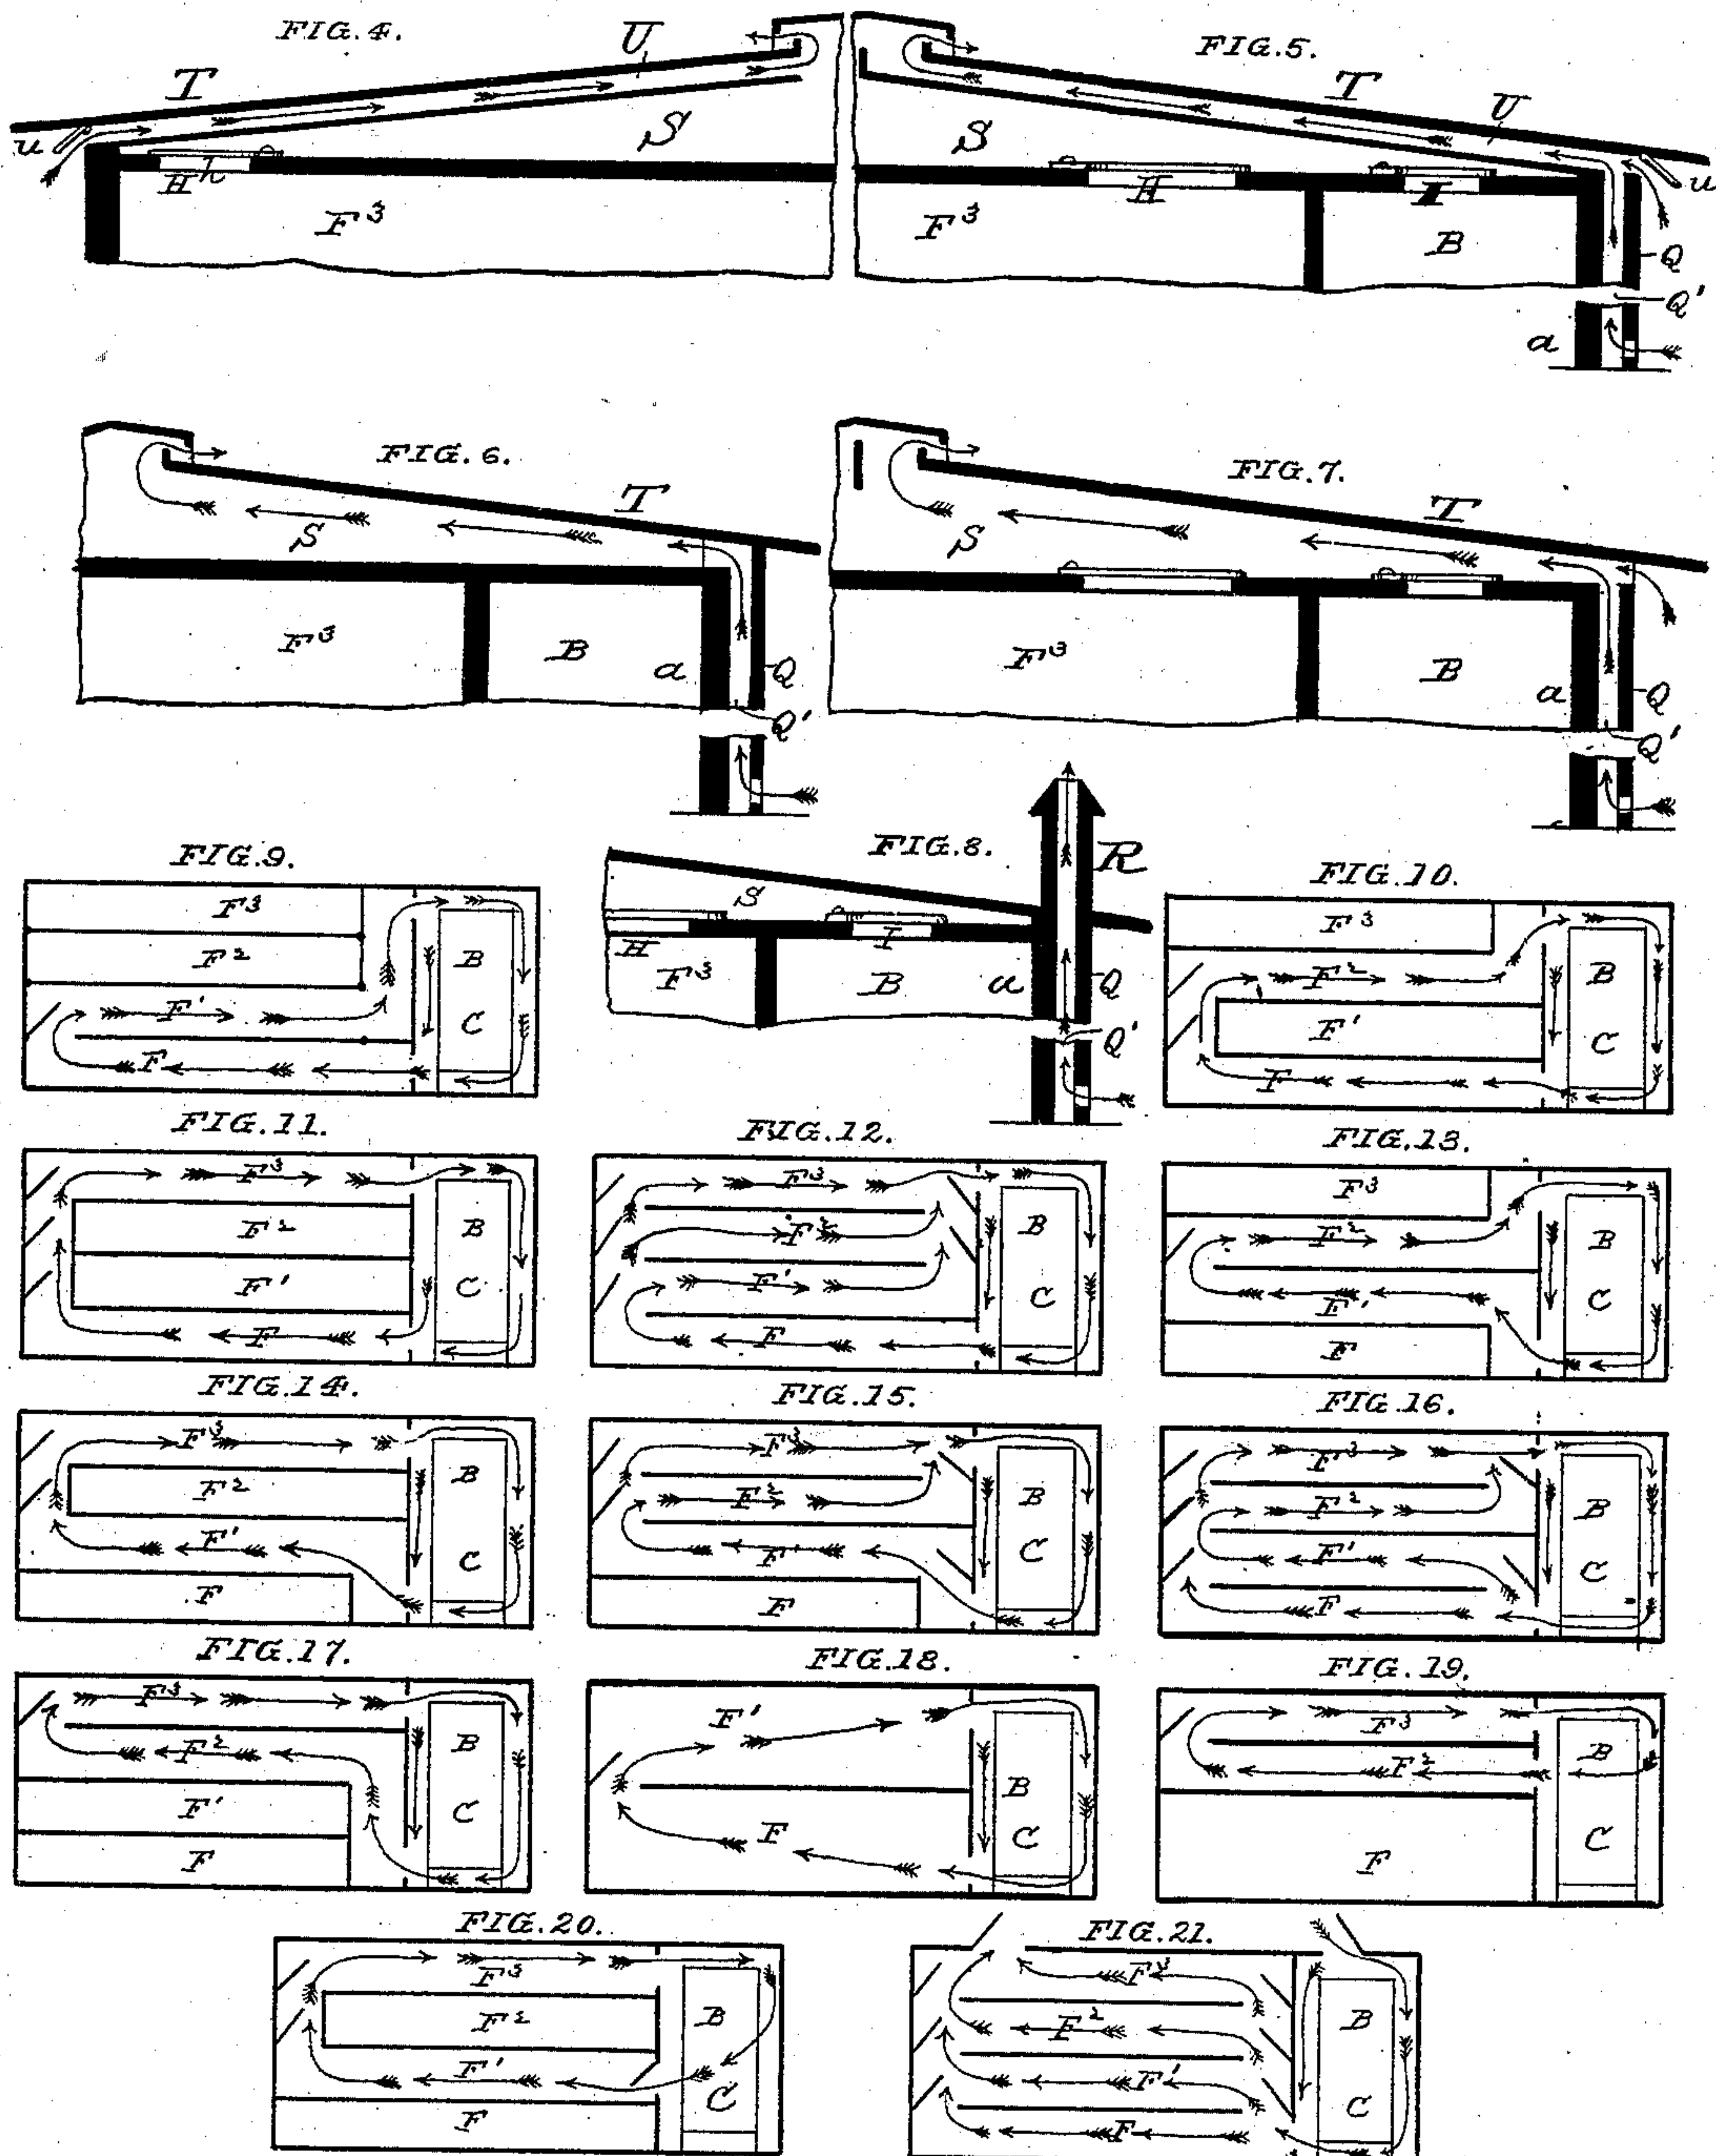 FIG. 4.
T
U
u
S
H h
F³
FIG. 5.
T
U
u
S
H
I
F³
B
Q
Q'
a
FIG. 6.
T
S
F³
B
a
Q
Q'
FIG. 7.
T
S
F³
B
a
Q
Q'
FIG. 8.
R
S
H
I
F³
B
a
Q
Q'
FIG. 9.
F³
F²
F'
F
B
C
FIG. 10.
F³
F²
F'
F
B
C
FIG. 11.
F³
F²
F'
F
B
C
FIG. 12.
F³
F²
F'
F
B
C
FIG. 13.
F³
F²
F'
F
B
C
FIG. 14.
F³
F²
F'
F
B
C
FIG. 15.
F³
F²
F'
F
B
C
FIG. 16.
F³
F²
F'
F
B
C
FIG. 17.
F³
F²
F'
F
B
C
FIG. 18.
F'
F
B
C
FIG. 19.
F³
F²
F
B
C
FIG. 20.
F³
F²
F'
F
B
C
FIG. 21.
F³
F²
F'
F
B
C